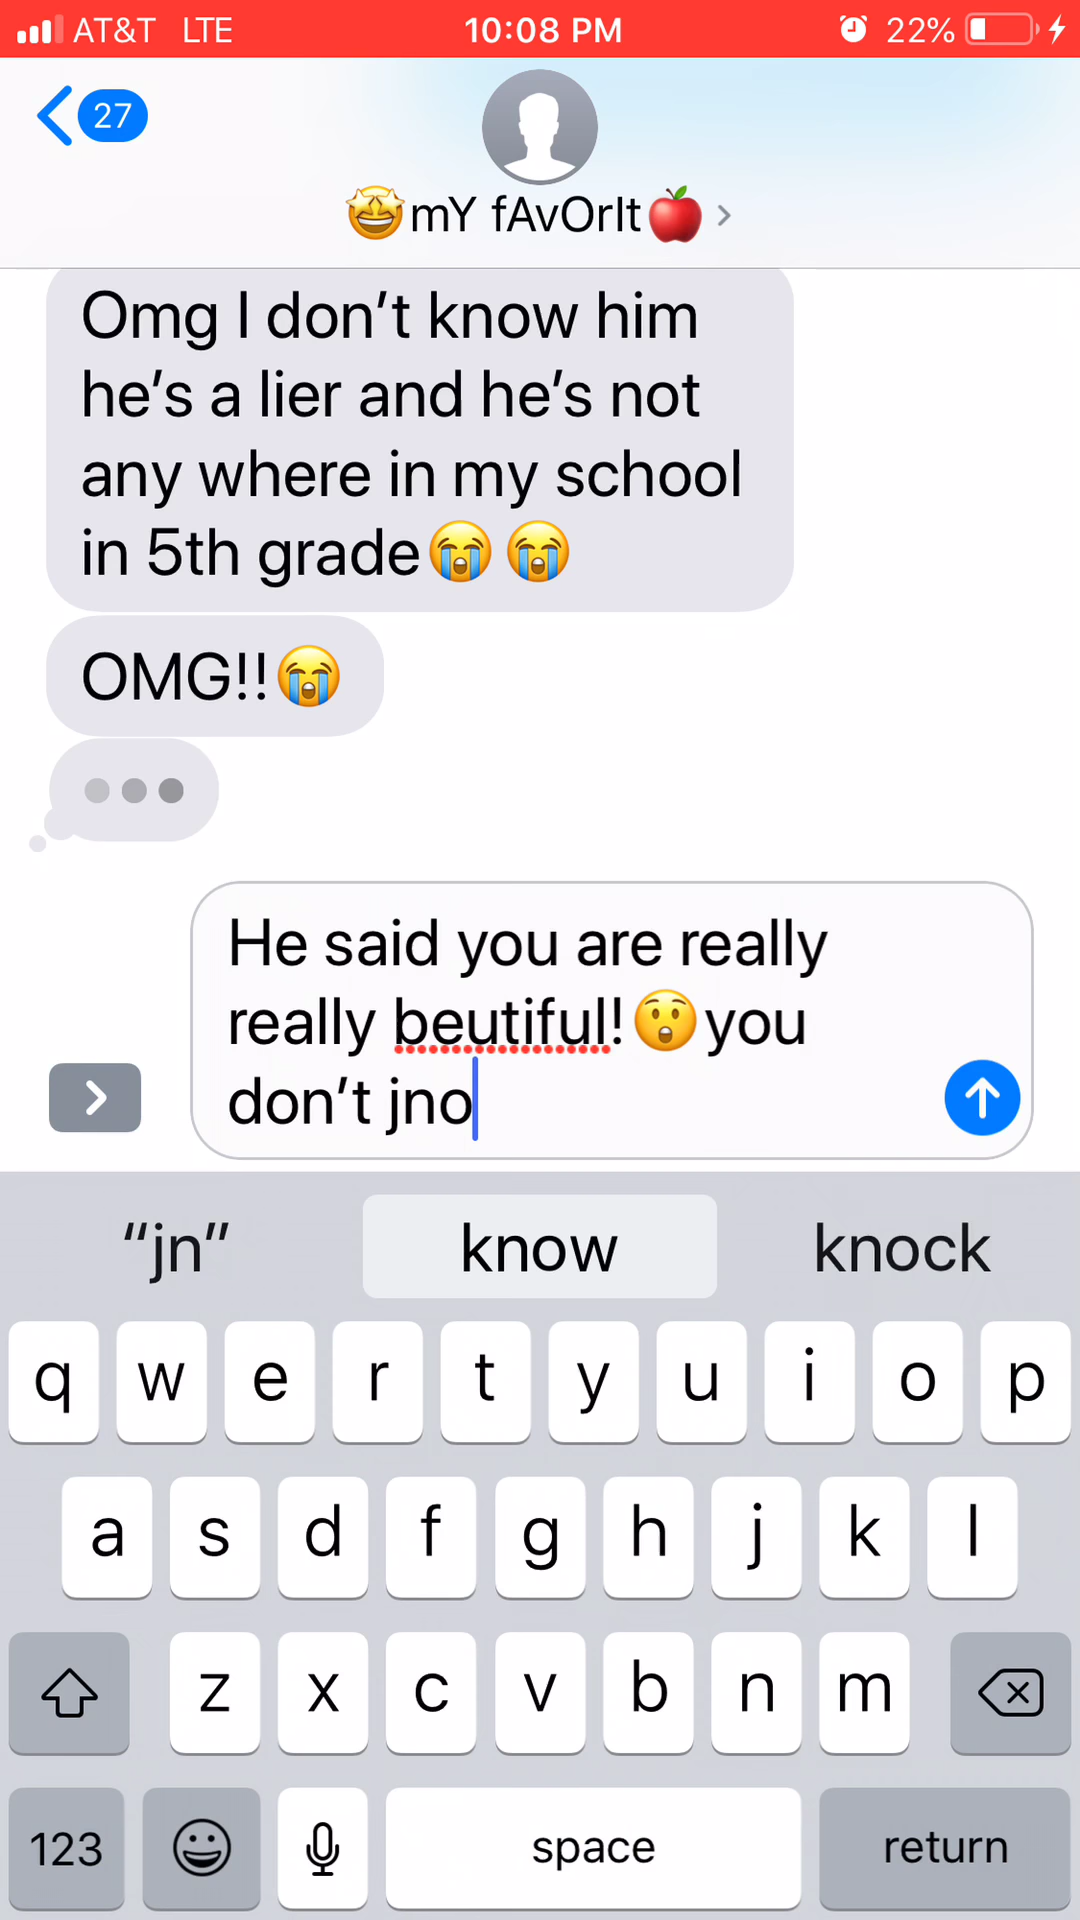 AT&T LTE 10:08 PM 22%
27
🤩mY fAvOrIt🍎
Omg I don’t know him
he’s a lier and he’s not
any where in my school
in 5th grade😭😭
OMG!!😭
He said you are really
really beutiful!😲you
don’t jno
“jn” know knock
q w e r t y u i o p
a s d f g h j k l
z x c v b n m
123 space return